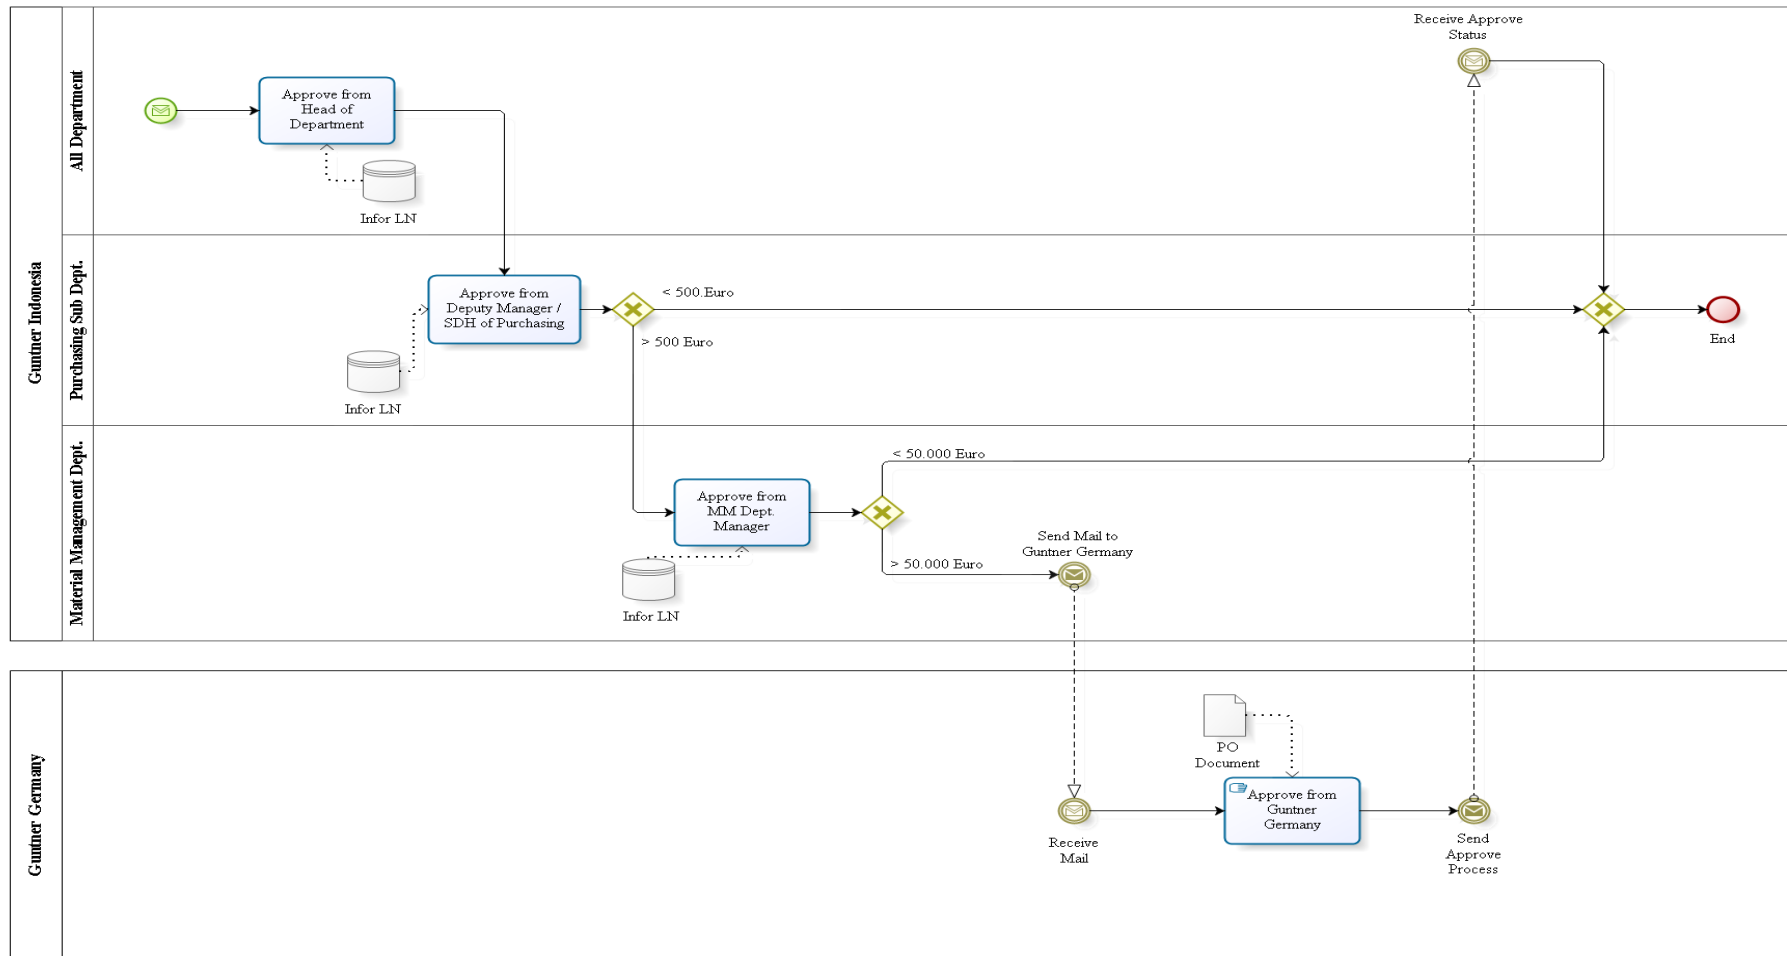 Guntner Indonesia
All Department
Receive Approve
Status
Approve from
Head of
Department
Infor LN
Purchasing Sub Dept.
Approve from
Deputy Manager /
SDH of Purchasing
< 500.Euro
> 500 Euro
End
Infor LN
Material Management Dept.
Approve from
MM Dept.
Manager
< 50.000 Euro
Send Mail to
Guntner Germany
> 50.000 Euro
Infor LN
Guntner Germany
PO
Document
Approve from
Guntner
Germany
Receive
Mail
Send
Approve
Process